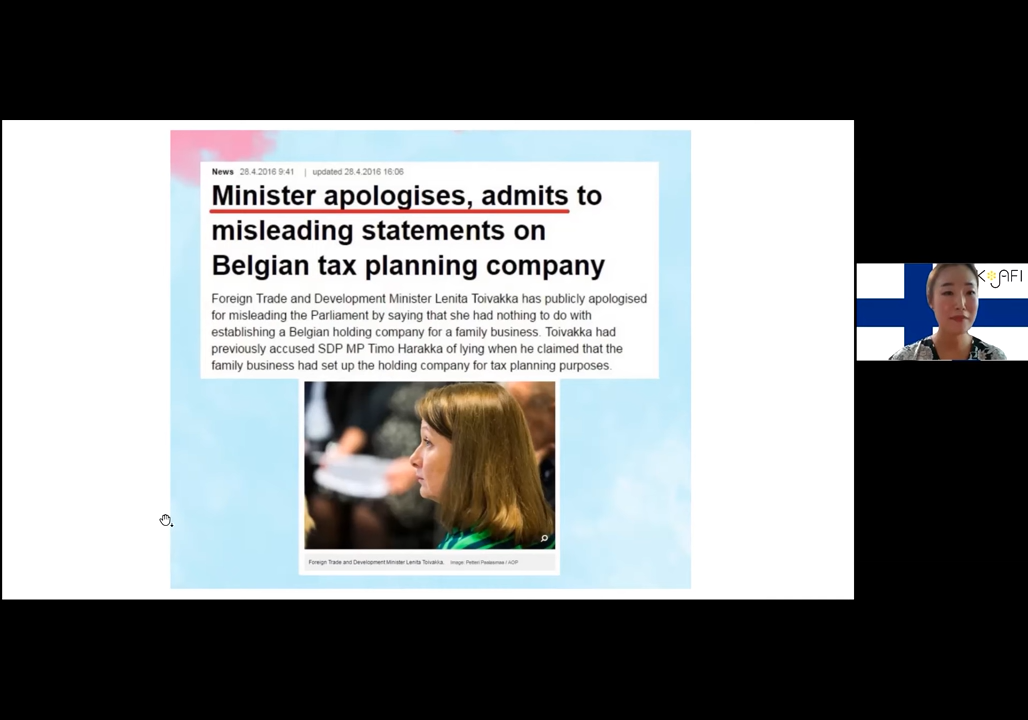 News 28.4.2016 9:41 | updated 28.4.2016 16:06
Minister apologises, admits to
misleading statements on
Belgian tax planning company
Foreign Trade and Development Minister Lenita Toivakka has publicly apologised
for misleading the Parliament by saying that she had nothing to do with
establishing a Belgian holding company for a family business. Toivakka had
previously accused SDP MP Timo Harakka of lying when he claimed that the
family business had set up the holding company for tax planning purposes.
Foreign Trade and Development Minister Lenita Toivakka. Image: / AOP
KOJAFI